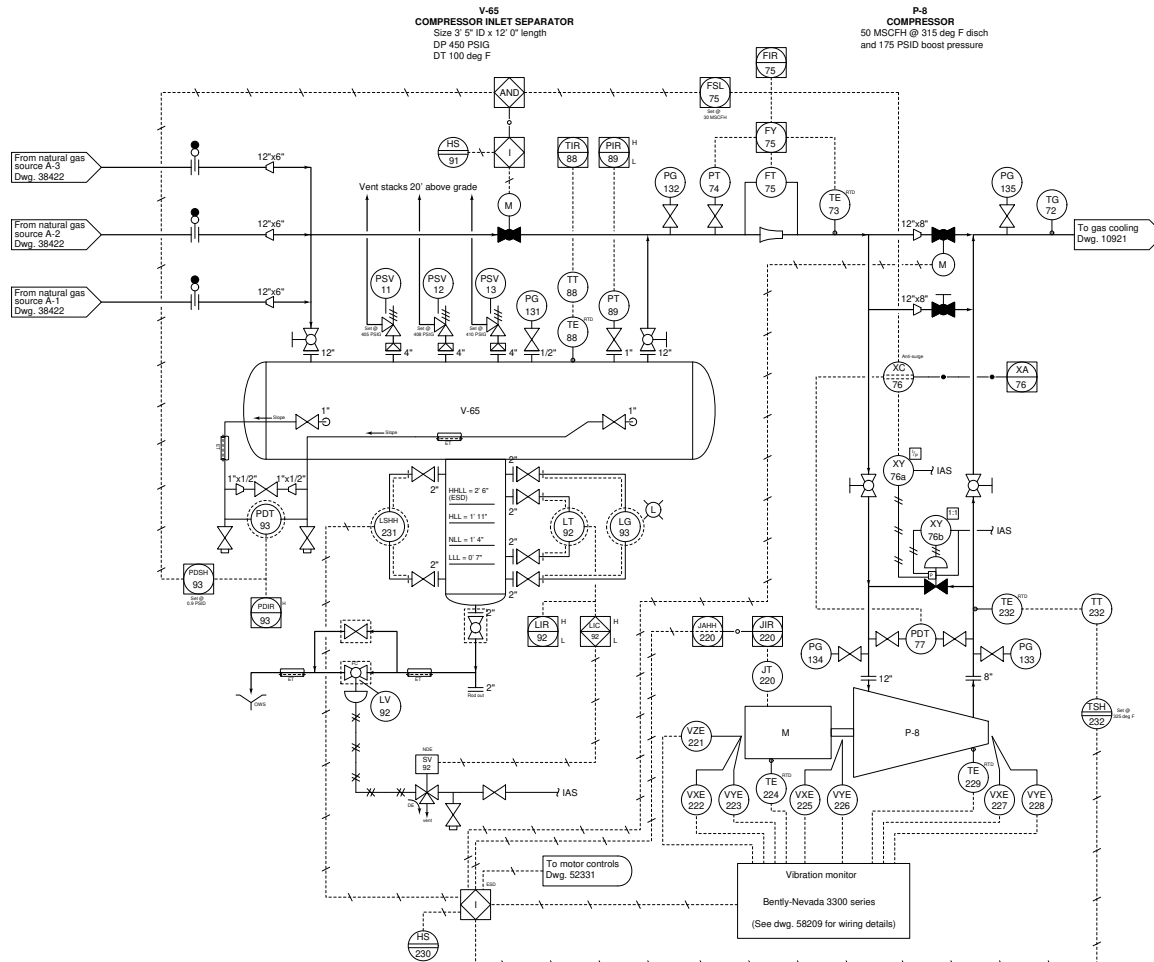 V-65
COMPRESSOR INLET SEPARATOR
Size 3' 5" ID x 12' 0" length
DP 450 PSIG
DT 100 deg F
P-8
COMPRESSOR
50 MSCFH @ 315 deg F disch
and 175 PSID boost pressure
FIR
75
AND
FSL
75
Set @
30 MSCFH
HS
91
I
TIR
88
PIR
89
H
L
FY
75
From natural gas
source A-3
Dwg. 38422
12"x6"
Vent stacks 20' above grade
M
PG
132
PT
74
FT
75
TE
73
RTD
PG
135
TG
72
From natural gas
source A-2
Dwg. 38422
12"x6"
12"x8"
To gas cooling
Dwg. 10921
M
From natural gas
source A-1
Dwg. 38422
12"x6"
PSV
11
PSV
12
PSV
13
PG
131
TT
88
TE
88
RTD
PT
89
12"x8"
Set @
405 PSIG
Set @
408 PSIG
Set @
410 PSIG
12"
4"
4"
4"
1/2"
1"
12"
Anti-surge
XC
76
XA
76
V-65
Slope
1"
Slope
1"
ET
ET
1"x1/2"
1"x1/2"
PDT
93
2"
2"
HHLL = 2' 6"
(ESD)
HLL = 1' 11"
NLL = 1' 4"
LLL = 0' 7"
2"
2"
2"
2"
LSHH
231
LT
92
LG
93
L
XY
76a
I/P
IAS
XY
76b
1:1
IAS
P
PDSH
93
Set @
0.9 PSID
PDIR
93
H
2"
LIR
92
H
L
LIC
92
H
L
JAHH
220
JIR
220
TE
232
RTD
TT
232
PDT
77
PG
134
PG
133
ET
ET
FC
LV
92
OWS
2"
Rod out
JT
220
12"
8"
TSH
232
Set @
325 deg F
VZE
221
M
P-8
NDE
SV
92
DE
vent
IAS
TE
224
RTD
TE
229
RTD
VXE
222
VYE
223
VXE
225
VYE
226
VXE
227
VYE
228
To motor controls
Dwg. 52331
Vibration monitor
Bently-Nevada 3300 series
(See dwg. 58209 for wiring details)
I
ESD
HS
230